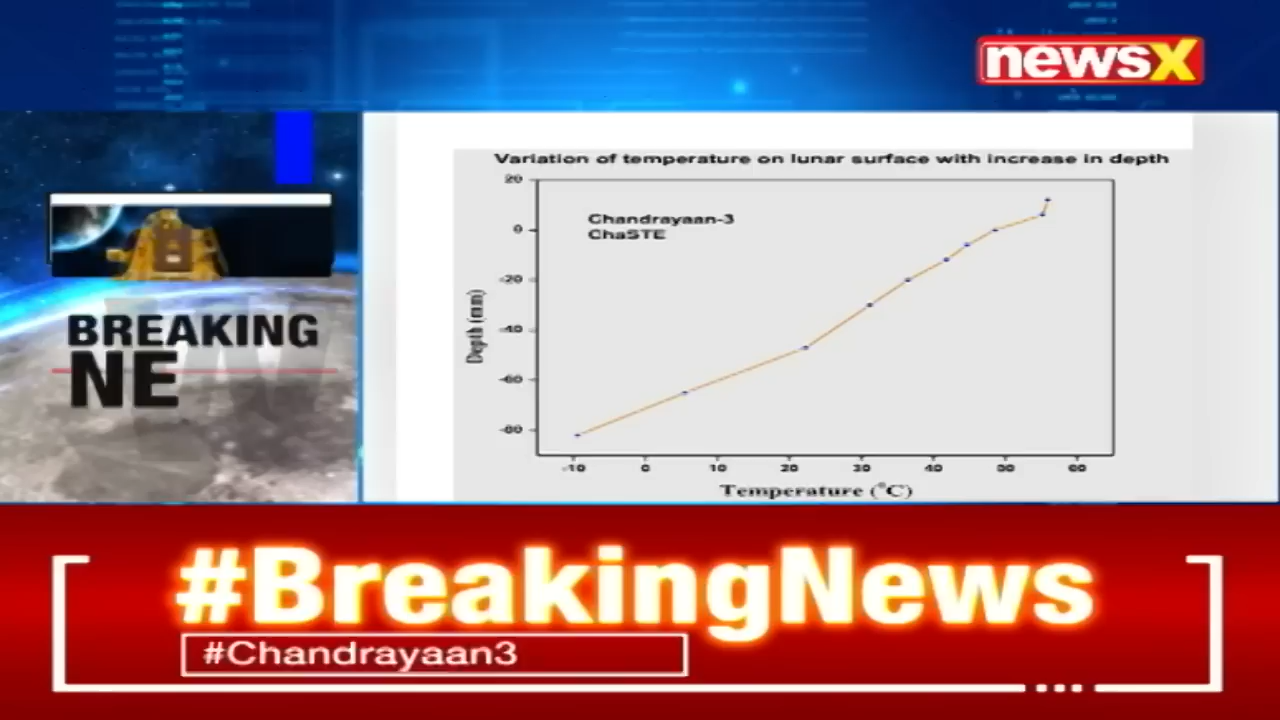 newsX
BREAKING
NE
Variation of temperature on lunar surface with increase in depth
Chandrayaan-3
ChaSTE
20
0
-20
-40
-60
-80
Depth (mm)
-10 0 10 20 30 40 50 60
Temperature (°C)
#BreakingNews
#Chandrayaan3